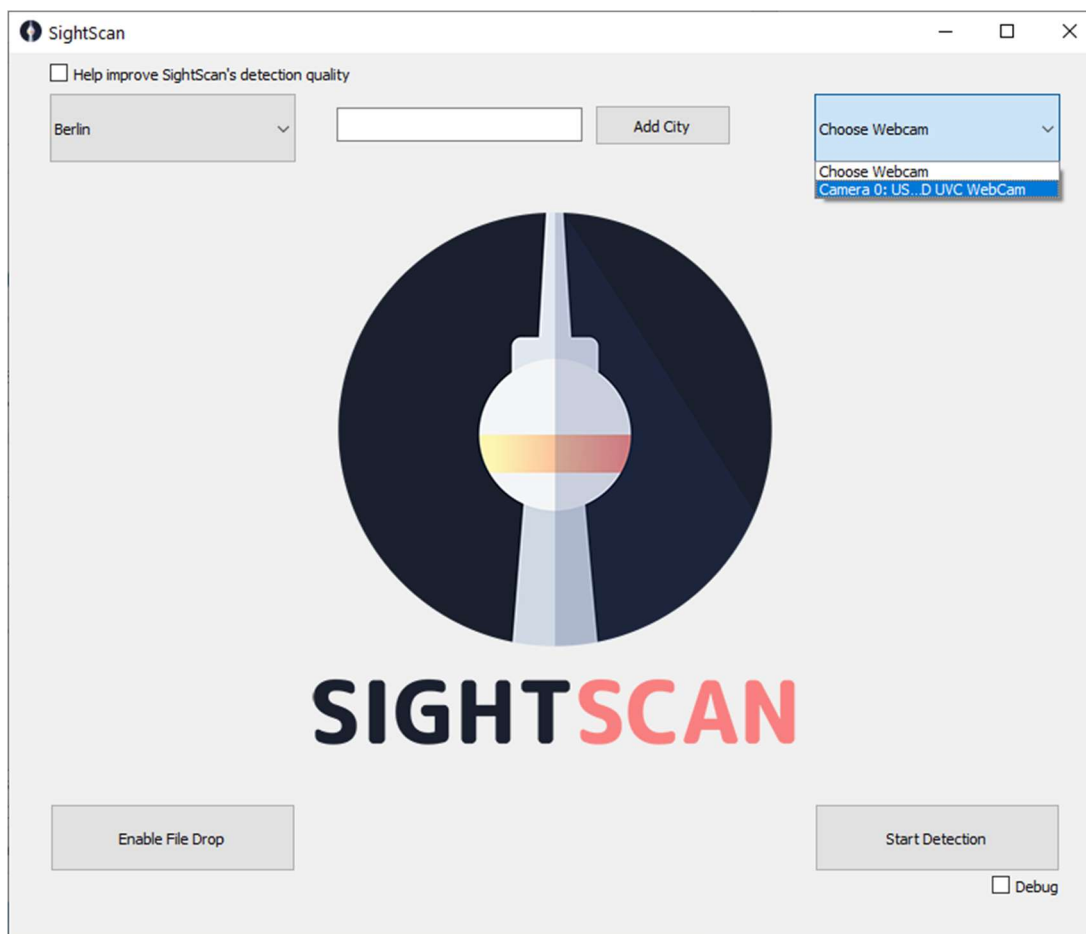 SightScan
Help improve SightScan's detection quality
Berlin
Add City
Choose Webcam
Choose Webcam
Camera 0: US...D UVC WebCam
SIGHTSCAN
Enable File Drop
Start Detection
Debug